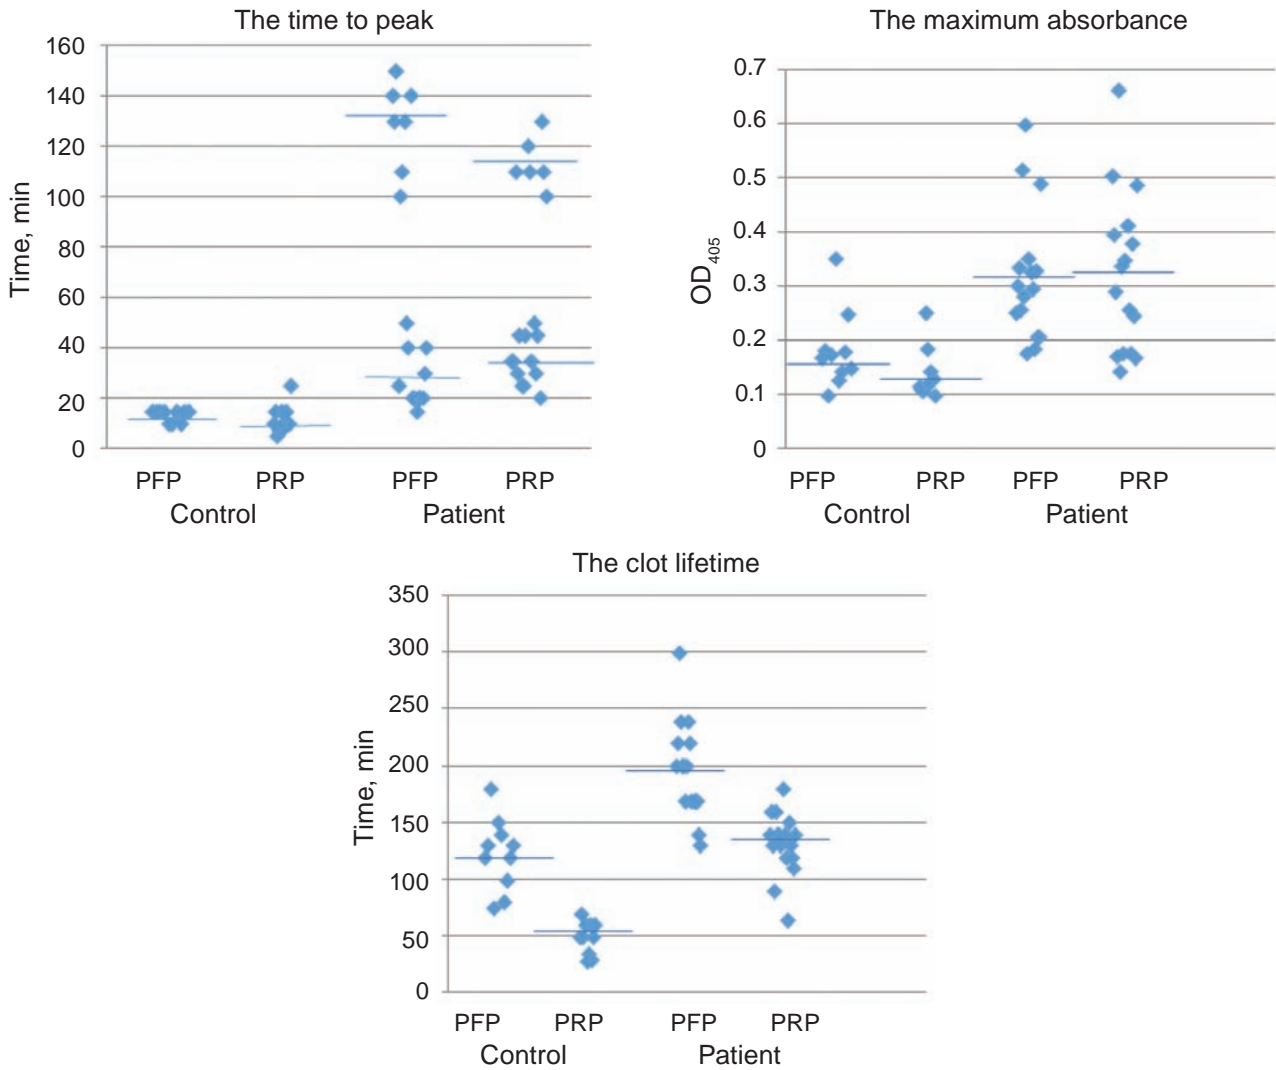 The time to peak
160
140
120
100
80
60
40
20
0
Time, min
PFP PRP PFP PRP
Control Patient
The maximum absorbance
0.7
0.6
0.5
0.4
0.3
0.2
0.1
0
OD405
PFP PRP PFP PRP
Control Patient
The clot lifetime
350
300
250
200
150
100
50
0
Time, min
PFP PRP PFP PRP
Control Patient